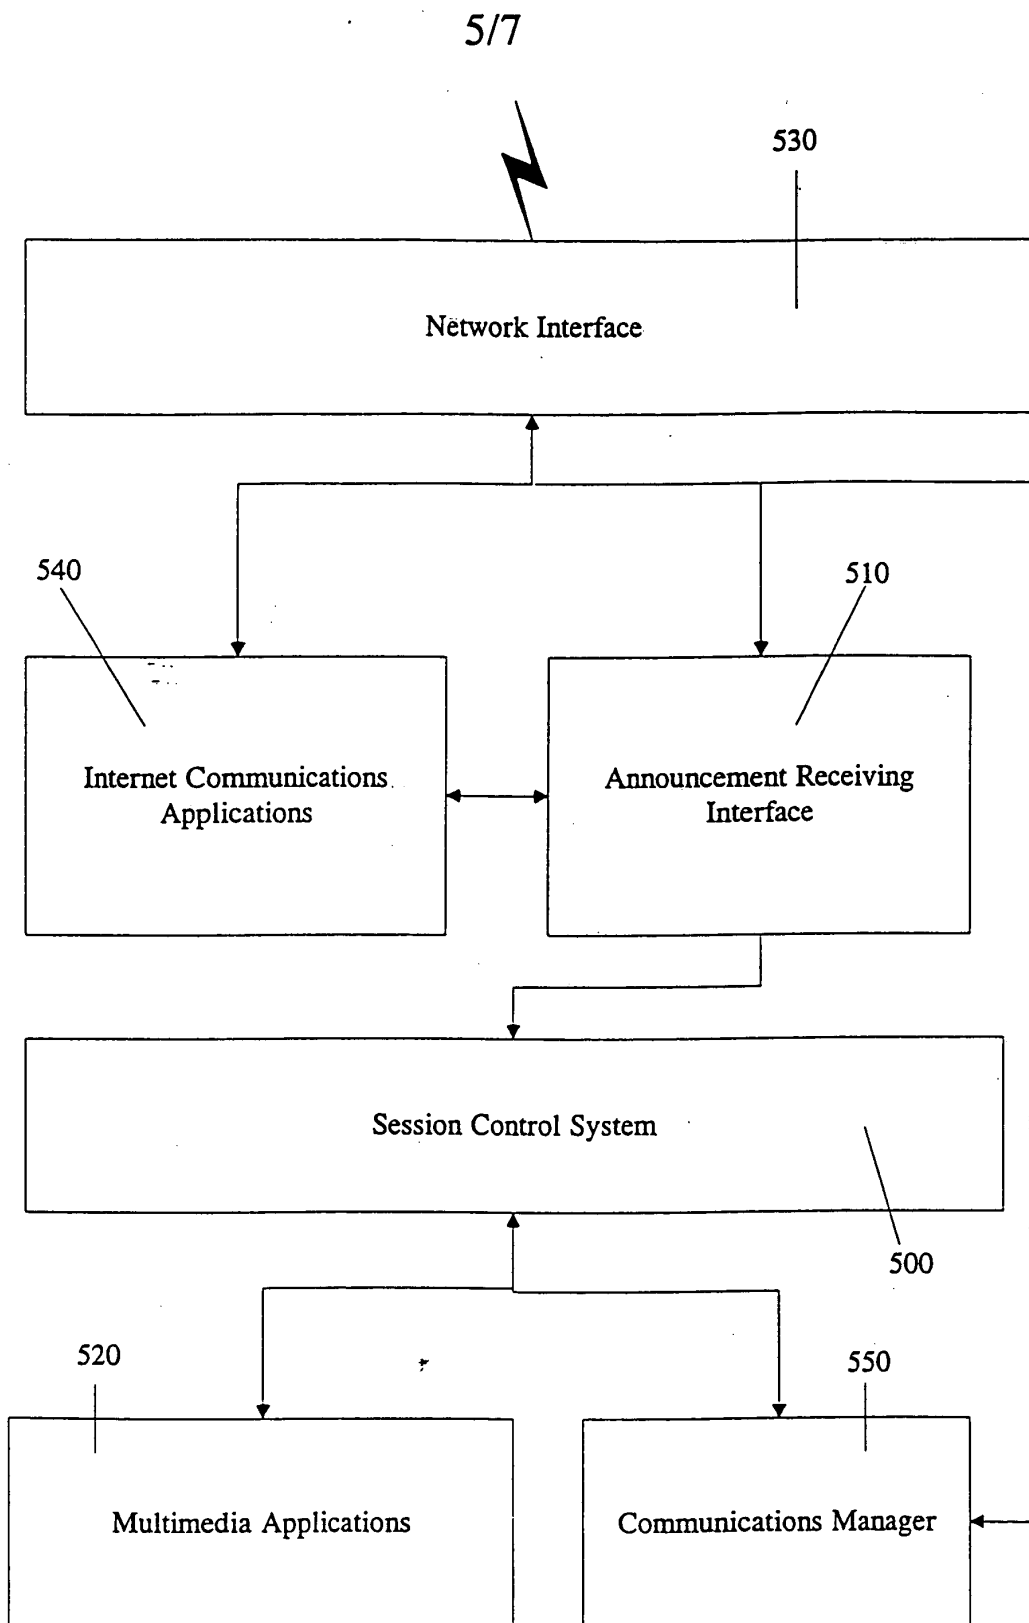 5/7
530
Network Interface
540
510
Internet Communications
Applications
Announcement Receiving
Interface
Session Control System
500
520
550
Multimedia Applications
Communications Manager